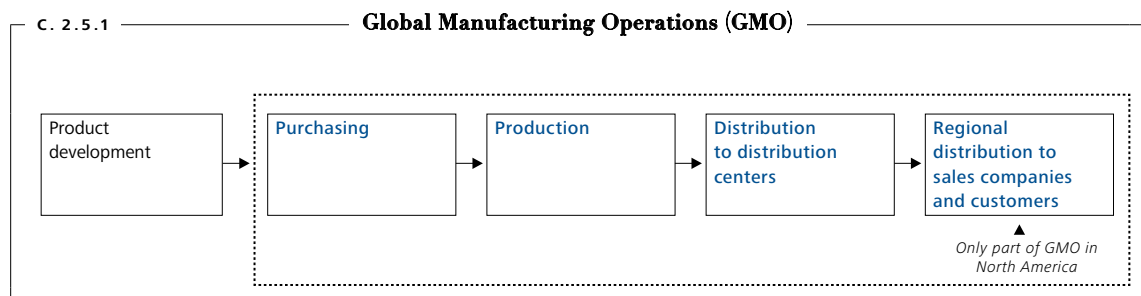 C. 2.5.1
Global Manufacturing Operations (GMO)
Product
development
Purchasing
Production
Distribution
to distribution
centers
Regional
distribution to
sales companies
and customers
Only part of GMO in
North America